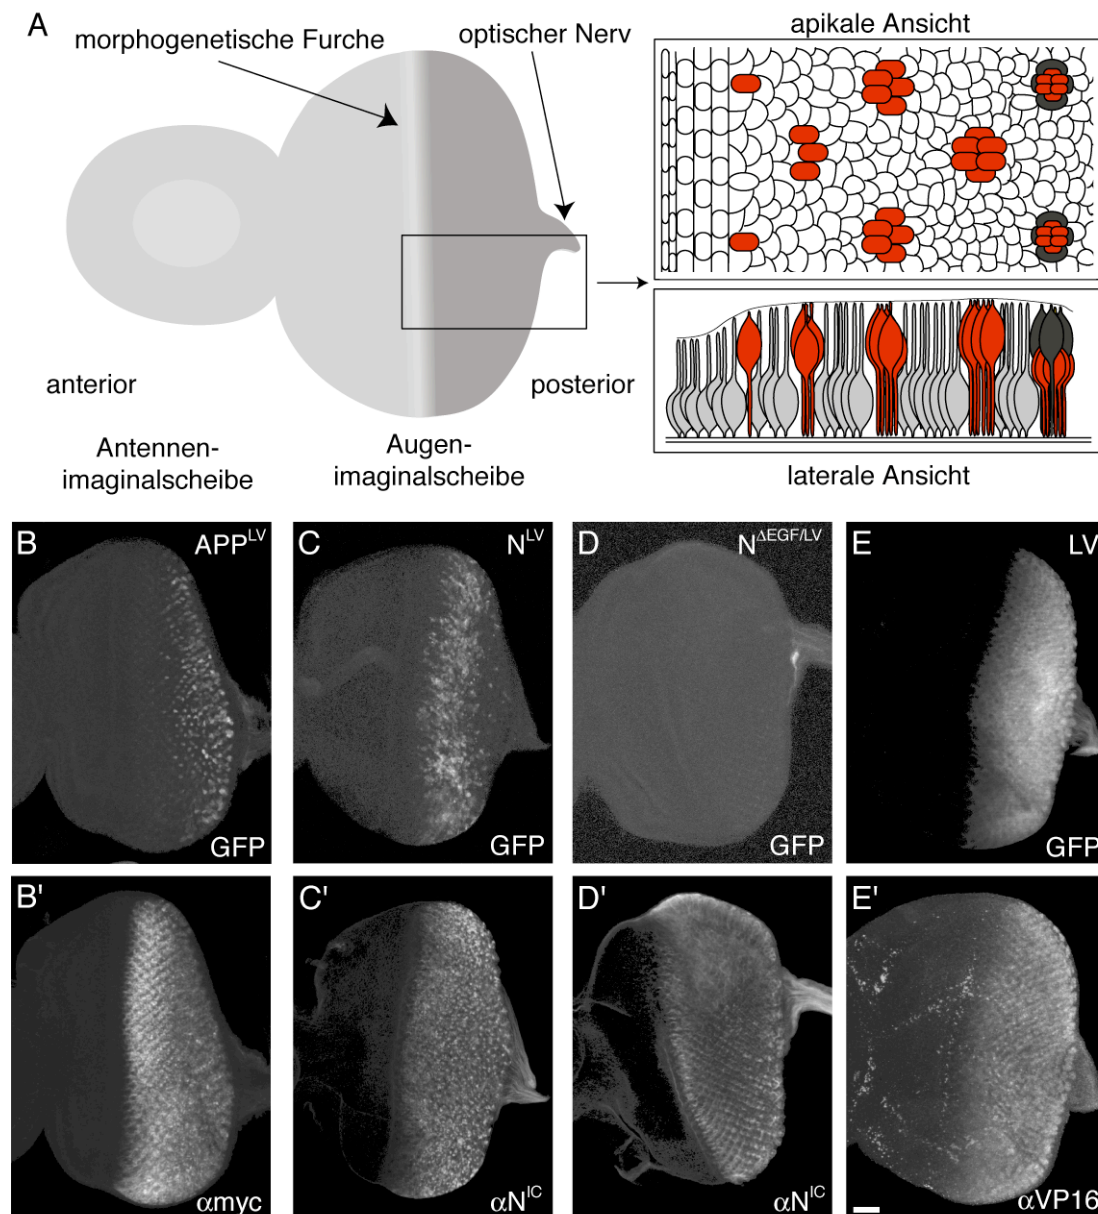 A
morphogenetische Furche
optischer Nerv
apikale Ansicht
anterior
posterior
Antennen-
imaginalscheibe
Augen-
imaginalscheibe
laterale Ansicht
B
APP^LV
GFP
C
N^LV
GFP
D
N^ΔEGF/LV
GFP
E
LV
GFP
B'
αmyc
C'
αN^IC
D'
αN^IC
E'
αVP16